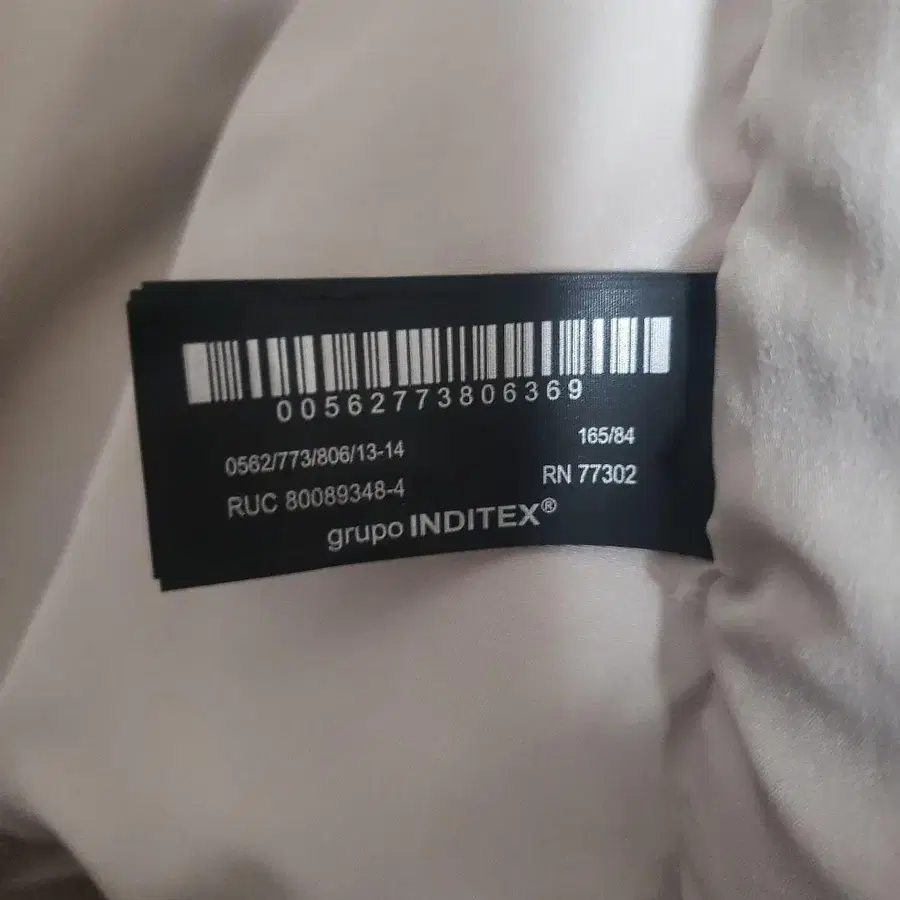 00562773806369
0562/773/806/13-14 165/84
RUC 80089348-4 RN 77302
grupo INDITEX®